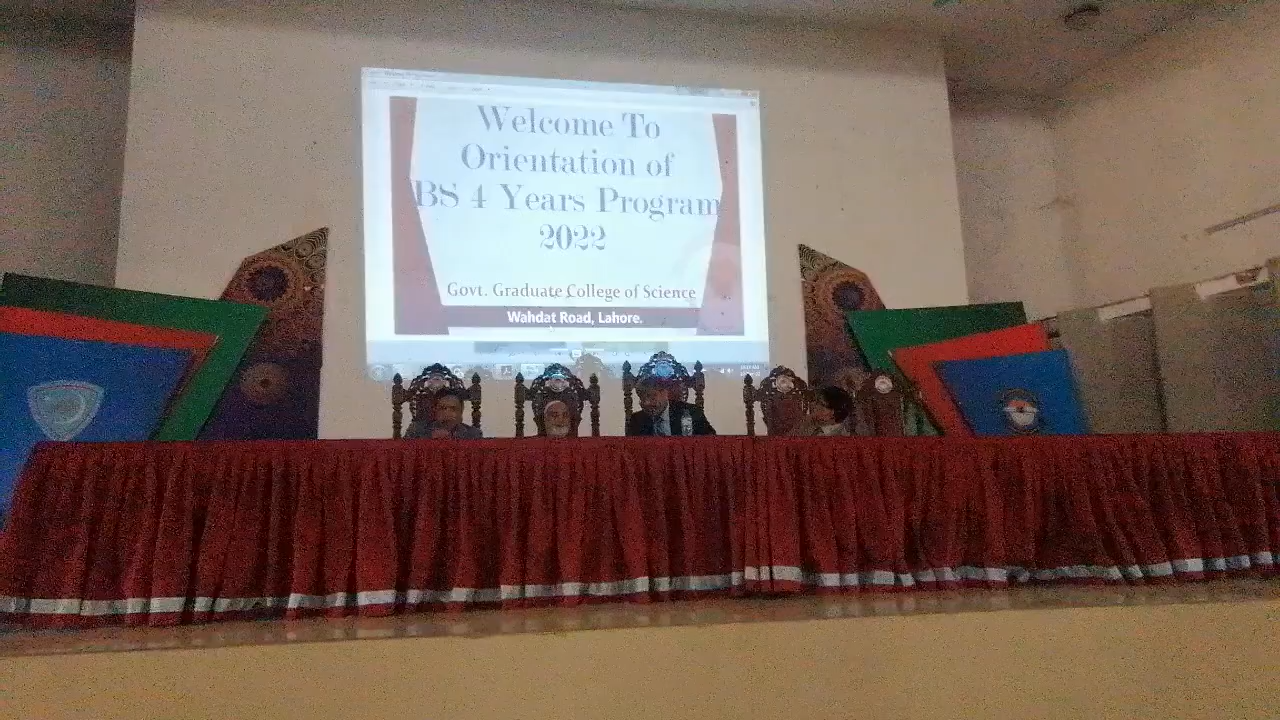 Welcome To
Orientation of
BS 4 Years Program
2022
Govt. Graduate College of Science
Wahdat Road, Lahore.